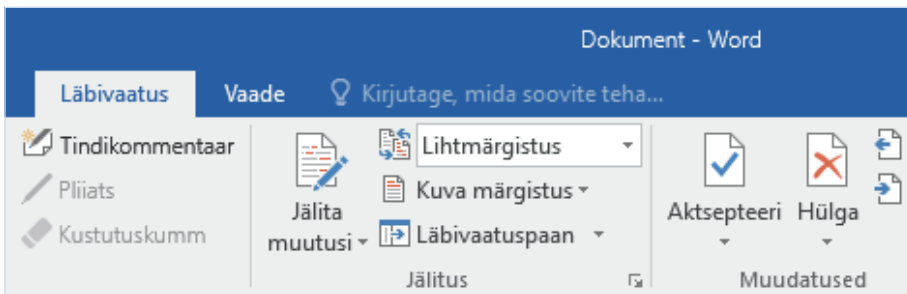 Dokument - Word
Läbivaatus
Vaade
Kirjutage, mida soovite teha...
Tindikommentaar
Pliiats
Kustutuskumm
Jälita
muutusi
Lihtmärgistus
Kuva märgistus
Läbivaatuspaan
Jälitus
Aktsepteeri
Hülga
Muudatused